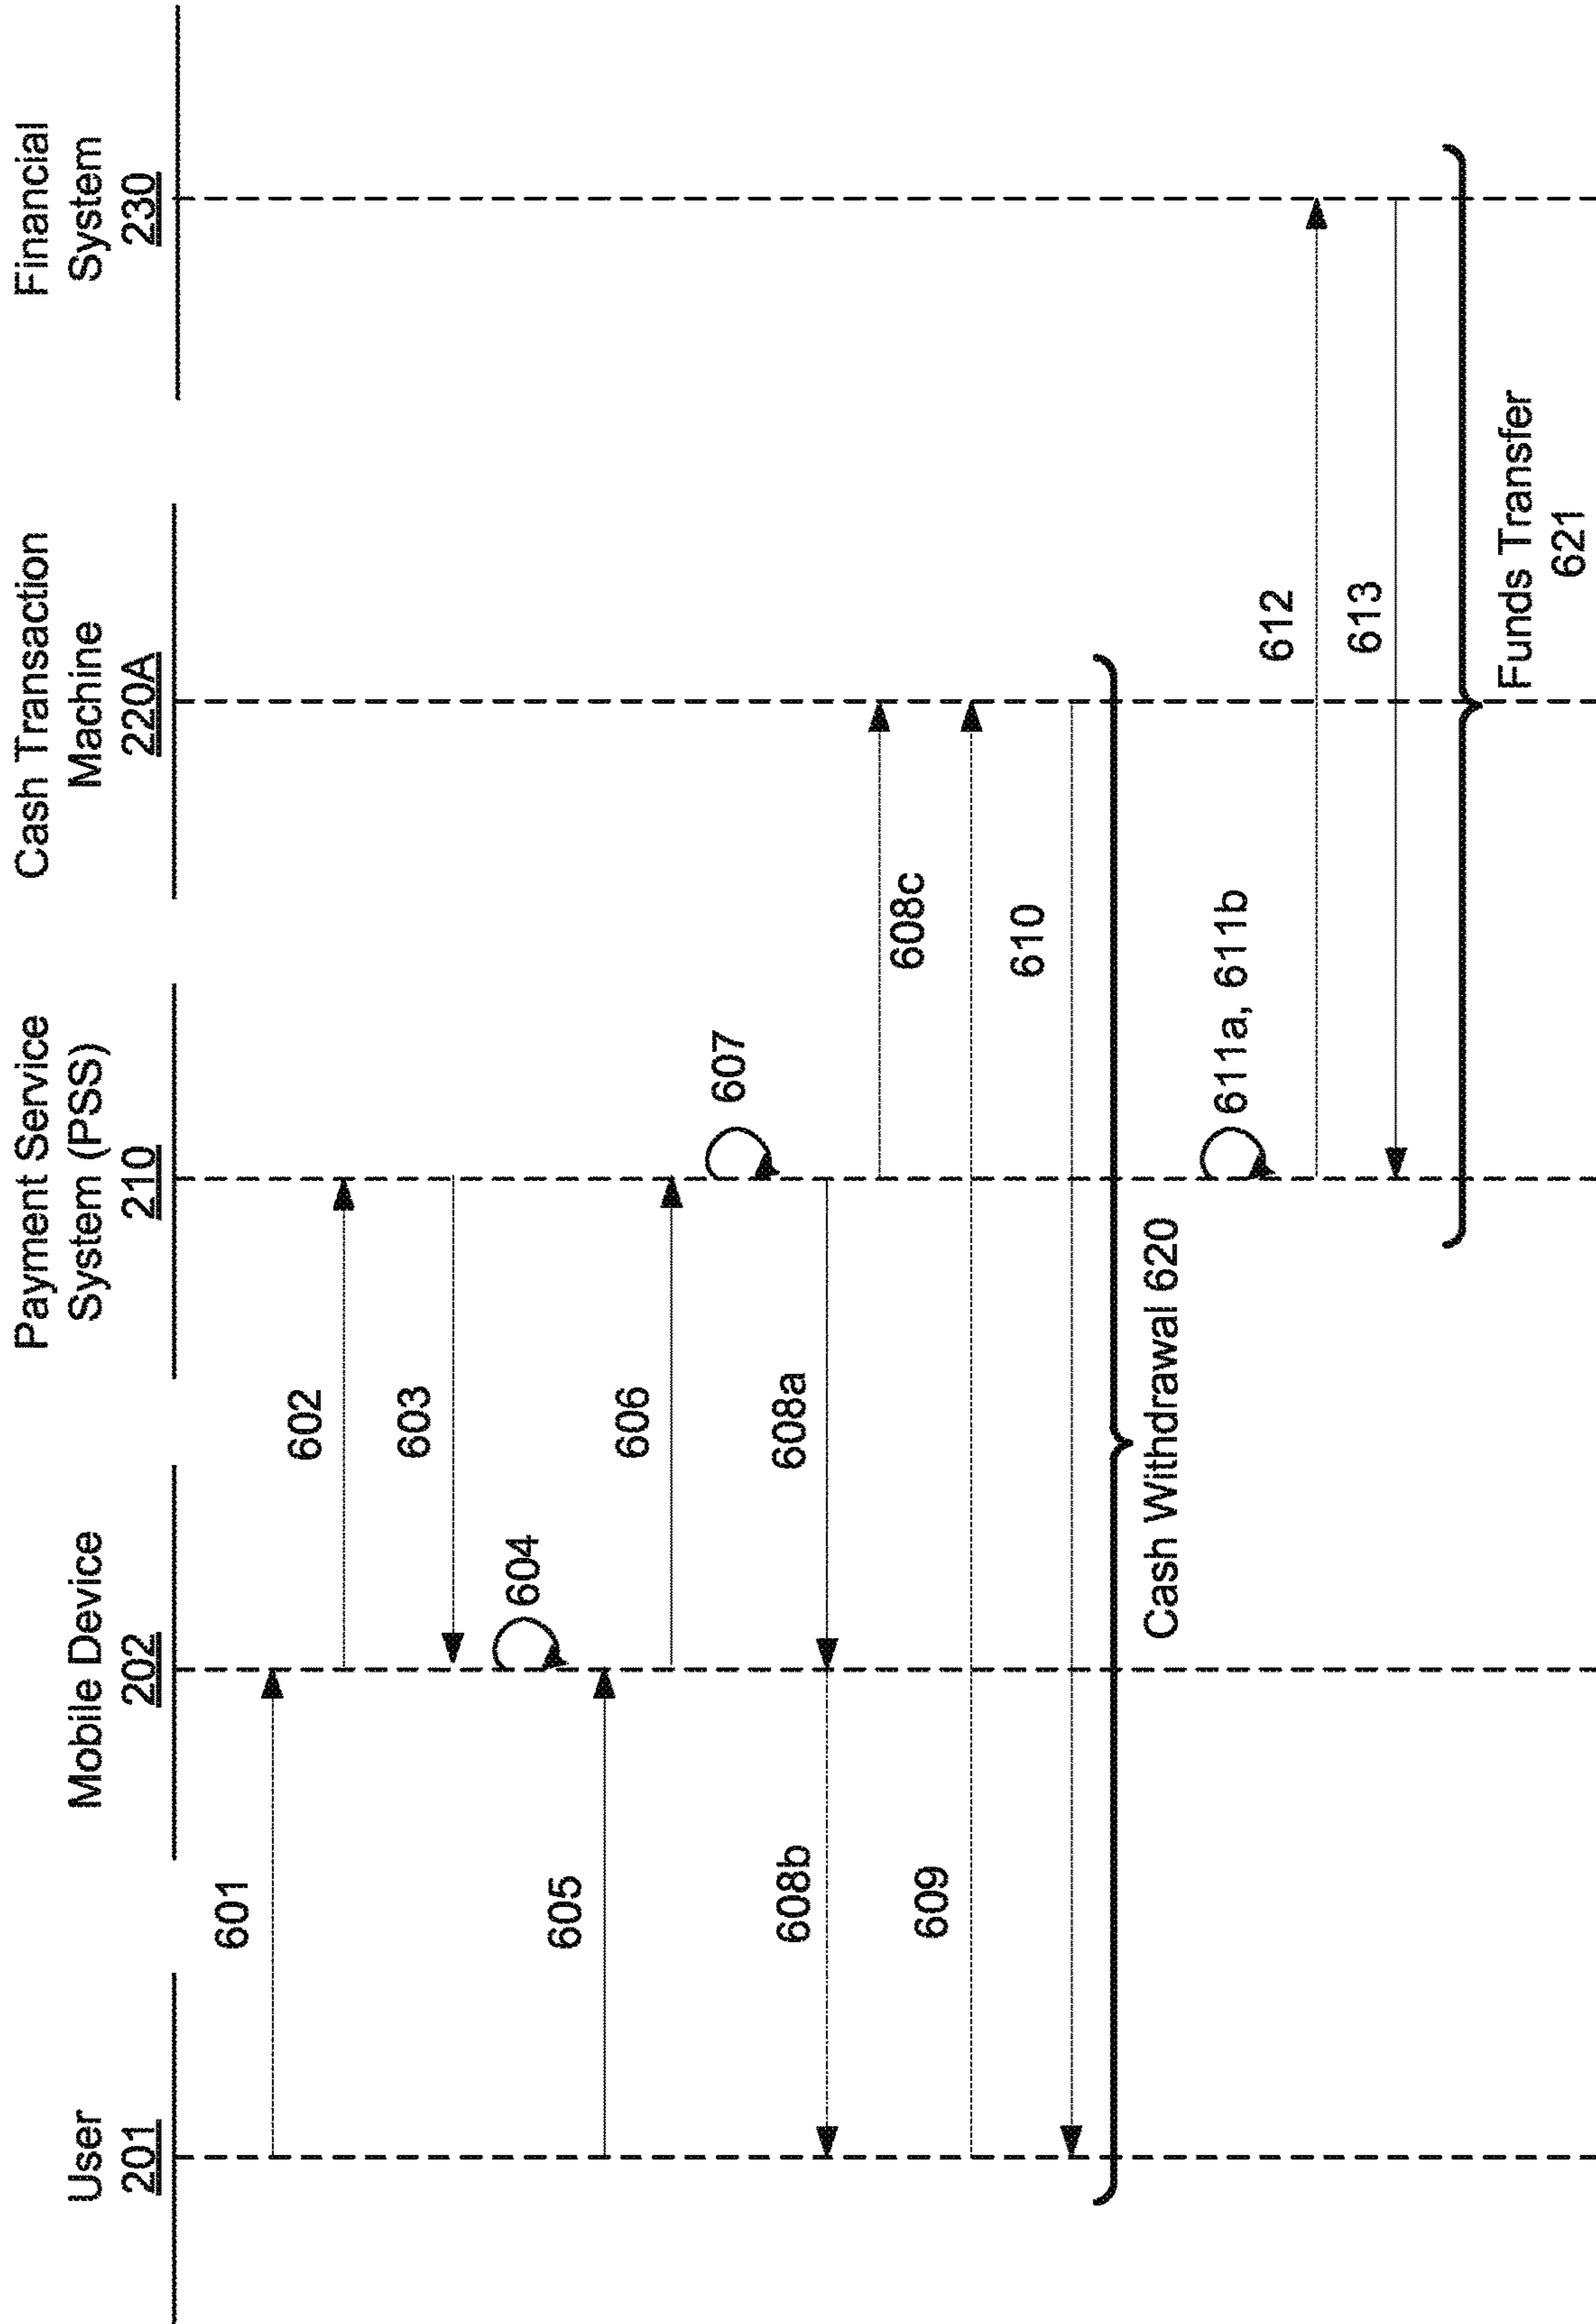 User
201
Mobile Device
202
Payment Service
System (PSS)
210
Cash Transaction
Machine
220A
Financial
System
230
601
602
603
604
605
606
607
608b
608a
608c
609
610
Cash Withdrawal 620
611a, 611b
612
613
Funds Transfer
621